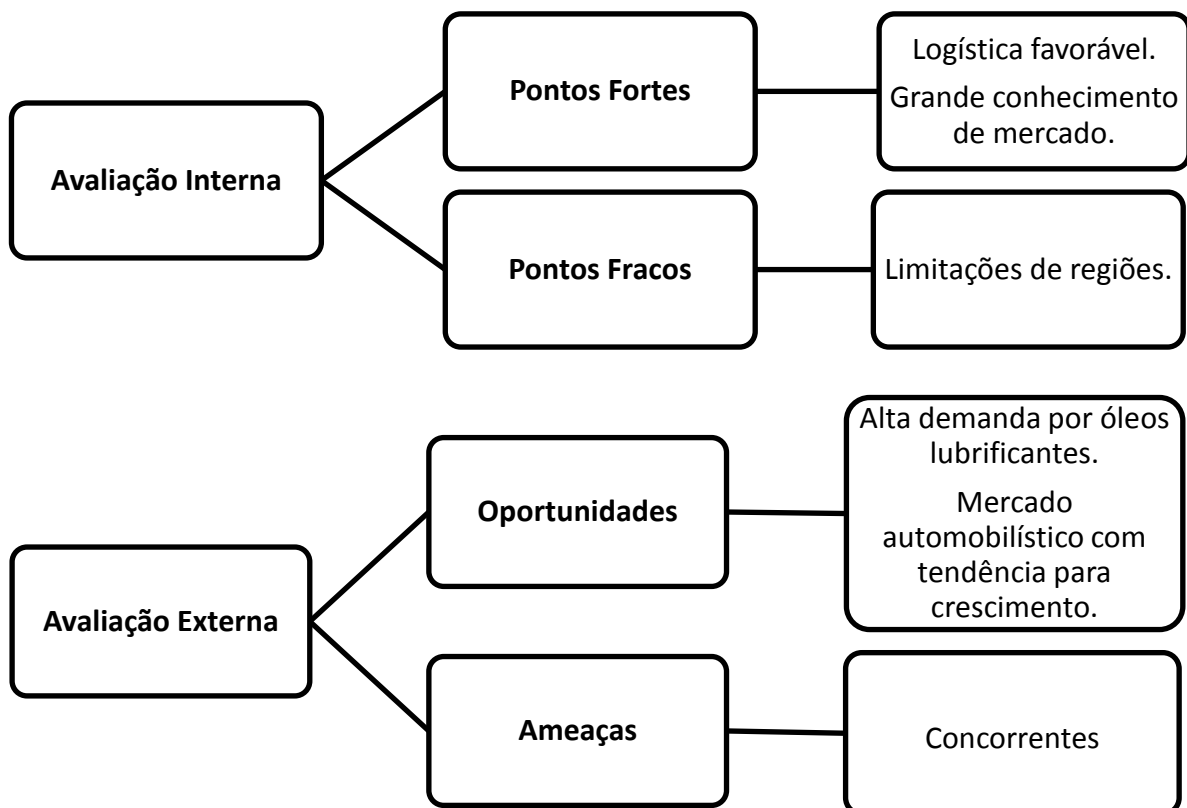 Avaliação Interna
Pontos Fortes
Logística favorável.
Grande conhecimento
de mercado.
Pontos Fracos
Limitações de regiões.
Avaliação Externa
Oportunidades
Alta demanda por óleos
lubrificantes.
Mercado
automobilístico com
tendência para
crescimento.
Ameaças
Concorrentes